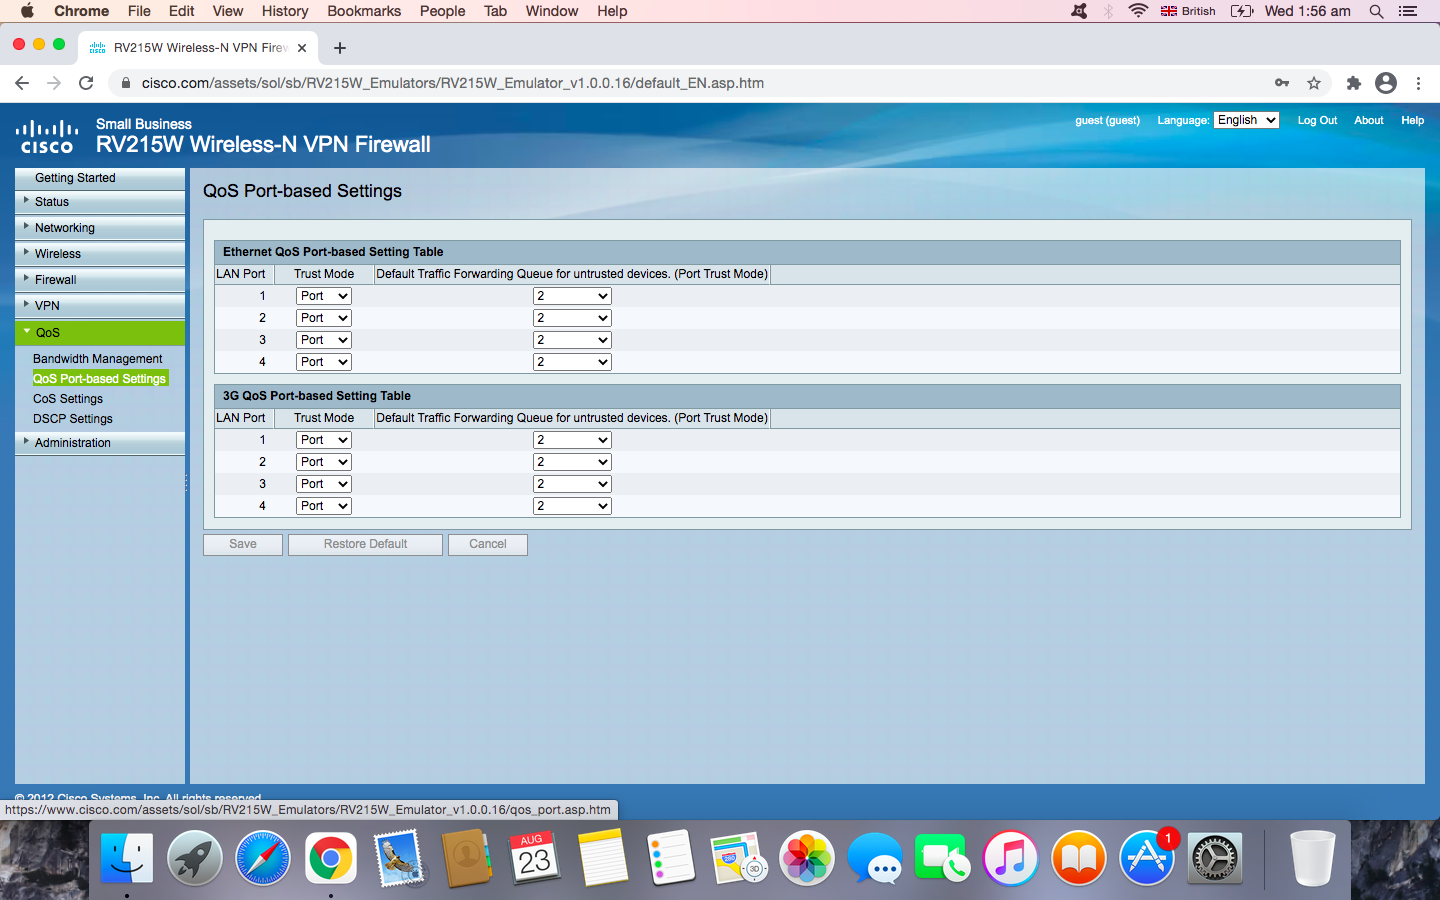 Chrome File Edit View History Bookmarks People Tab Window Help British Wed 1:56 am
RV215W Wireless-N VPN Firew
cisco.com/assets/sol/sb/RV215W_Emulators/RV215W_Emulator_v1.0.0.16/default_EN.asp.htm
cisco
Small Business
RV215W Wireless-N VPN Firewall
guest (guest) Language: English Log Out About Help
Getting Started
Status
Networking
Wireless
Firewall
VPN
QoS
Bandwidth Management
QoS Port-based Settings
CoS Settings
DSCP Settings
Administration
QoS Port-based Settings
Ethernet QoS Port-based Setting Table
LAN Port Trust Mode Default Traffic Forwarding Queue for untrusted devices. (Port Trust Mode)
1 Port 2
2 Port 2
3 Port 2
4 Port 2
3G QoS Port-based Setting Table
LAN Port Trust Mode Default Traffic Forwarding Queue for untrusted devices. (Port Trust Mode)
1 Port 2
2 Port 2
3 Port 2
4 Port 2
Save Restore Default Cancel
© 2012 Cisco Systems, Inc. All rights reserved.
https://www.cisco.com/assets/sol/sb/RV215W_Emulators/RV215W_Emulator_v1.0.0.16/qos_port.asp.htm
AUG
23
280
3D
1